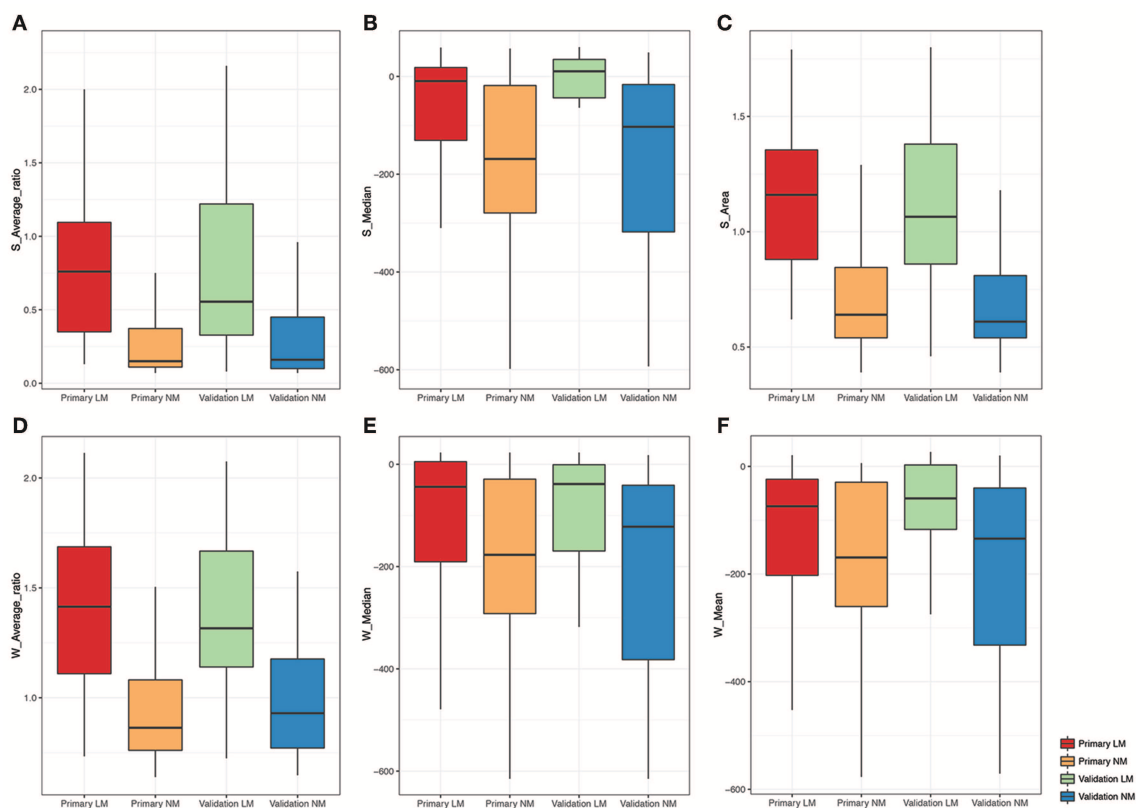 A
S_Average_ratio
2.0
1.5
1.0
0.5
0.0
Primary LM Primary NM Validation LM Validation NM
B
S_Median
0
−200
−400
−600
Primary LM Primary NM Validation LM Validation NM
C
S_Area
1.5
1.0
0.5
Primary LM Primary NM Validation LM Validation NM
D
W_Average_ratio
2.0
1.5
1.0
Primary LM Primary NM Validation LM Validation NM
E
W_Median
0
−200
−400
−600
Primary LM Primary NM Validation LM Validation NM
F
W_Mean
0
−200
−400
−600
Primary LM Primary NM Validation LM Validation NM
Primary LM
Primary NM
Validation LM
Validation NM